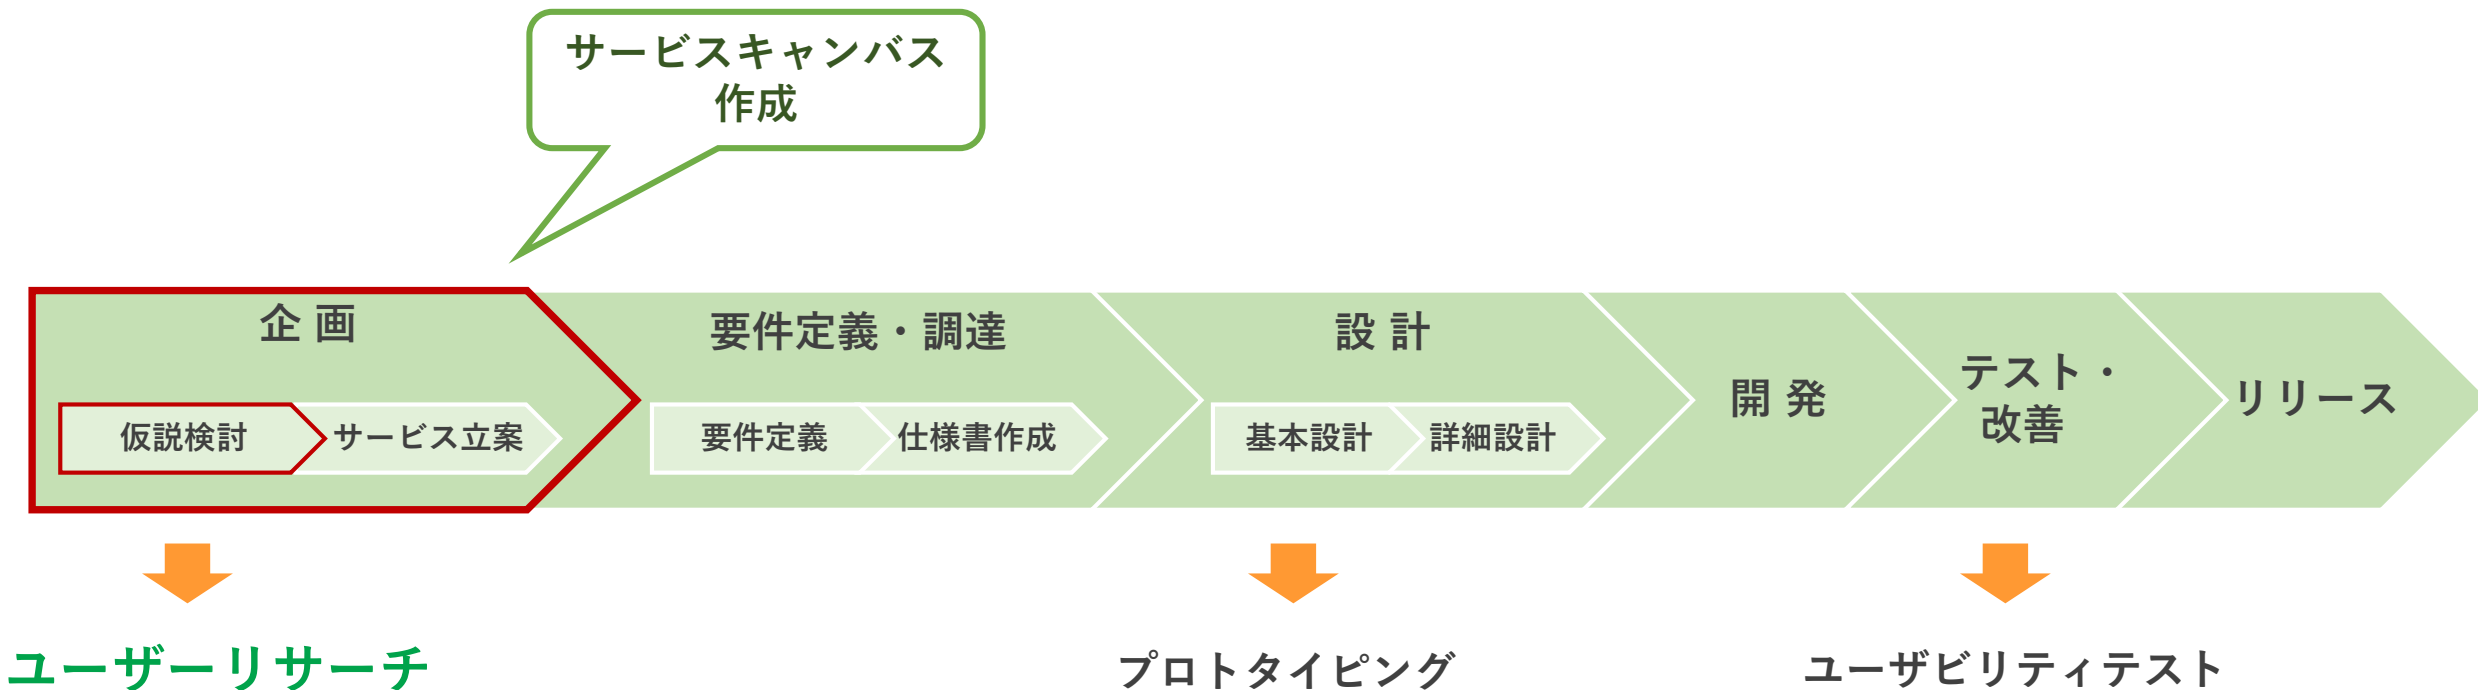 サービスキャンバス
作成
企 画
仮説検討
サービス立案
要件定義・調達
要件定義
仕様書作成
設 計
基本設計
詳細設計
開 発
テスト・
改善
リリース
ユーザーリサーチ
プロトタイピング
ユーザビリティテスト